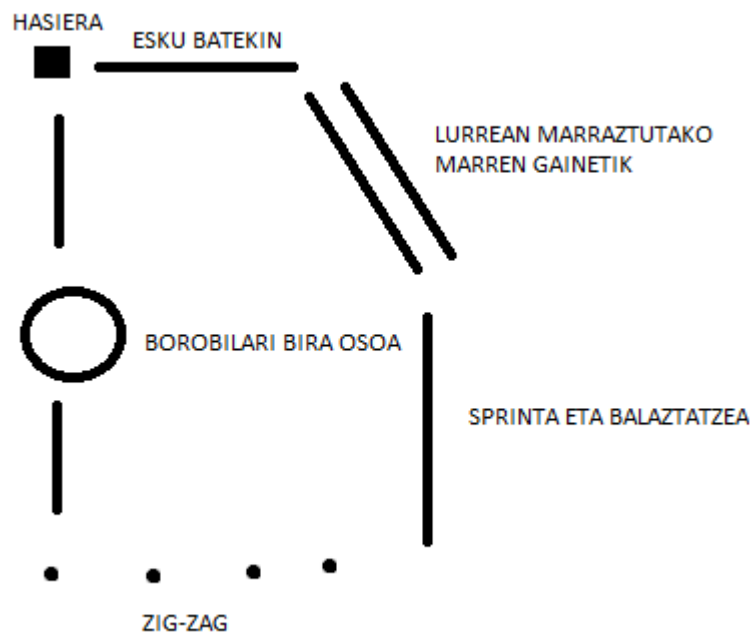 HASIERA
ESKU BATEKIN
LURREAN MARRAZTUTAKO
MARREN GAINETIK
BOROBILARI BIRA OSOA
SPRINTA ETA BALAZTATZEA
ZIG-ZAG